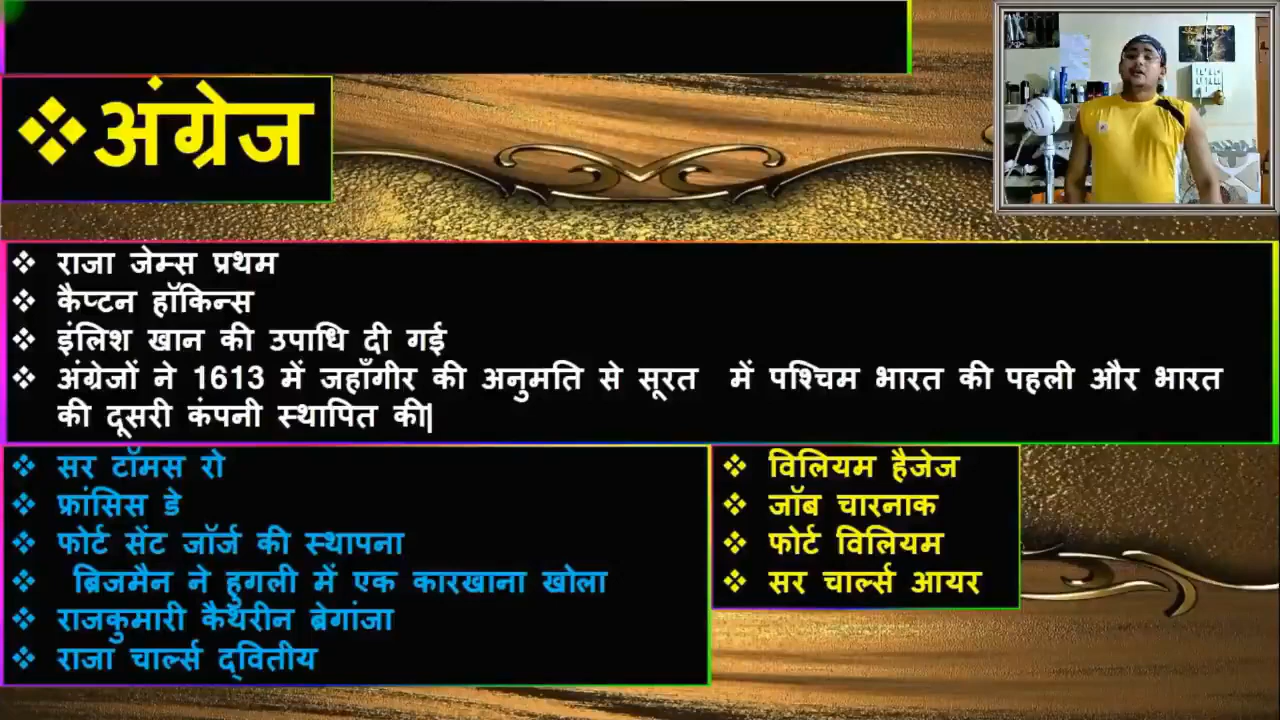 ❖अंग्रेज
❖ राजा जेम्स प्रथम
❖ कैप्टन हॉकिन्स
❖ इंलिश खान की उपाधि दी गई
❖ अंग्रेजों ने 1613 में जहाँगीर की अनुमति से सूरत में पश्चिम भारत की पहली और भारत
की दूसरी कंपनी स्थापित की|
❖ सर टॉमस रो
❖ फ्रांसिस डे
❖ फोर्ट सेंट जॉर्ज की स्थापना
❖ ब्रिजमैन ने हुगली में एक कारखाना खोला
❖ राजकुमारी कैथरीन ब्रेगांजा
❖ राजा चार्ल्स द्वितीय
❖ विलियम हैजेज
❖ जॉब चारनाक
❖ फोर्ट विलियम
❖ सर चार्ल्स आयर